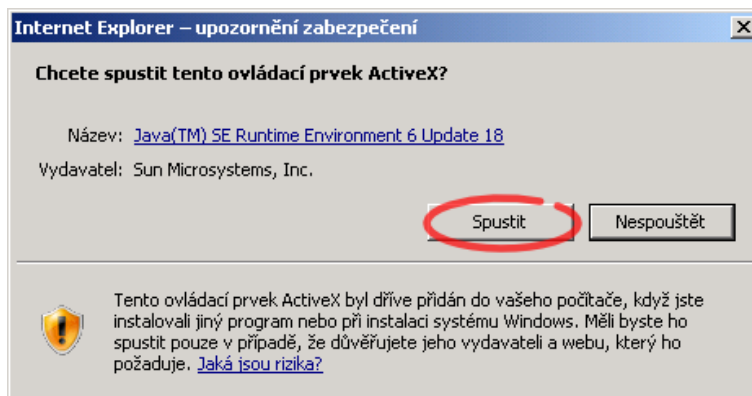 Internet Explorer – upozornění zabezpečení
Chcete spustit tento ovládací prvek ActiveX?
Název: Java(TM) SE Runtime Environment 6 Update 18
Vydavatel: Sun Microsystems, Inc.
Spustit Nespouštět
Tento ovládací prvek ActiveX byl dříve přidán do vašeho počítače, když jste
instalovali jiný program nebo při instalaci systému Windows. Měli byste ho
spustit pouze v případě, že důvěřujete jeho vydavateli a webu, který ho
požaduje. Jaká jsou rizika?